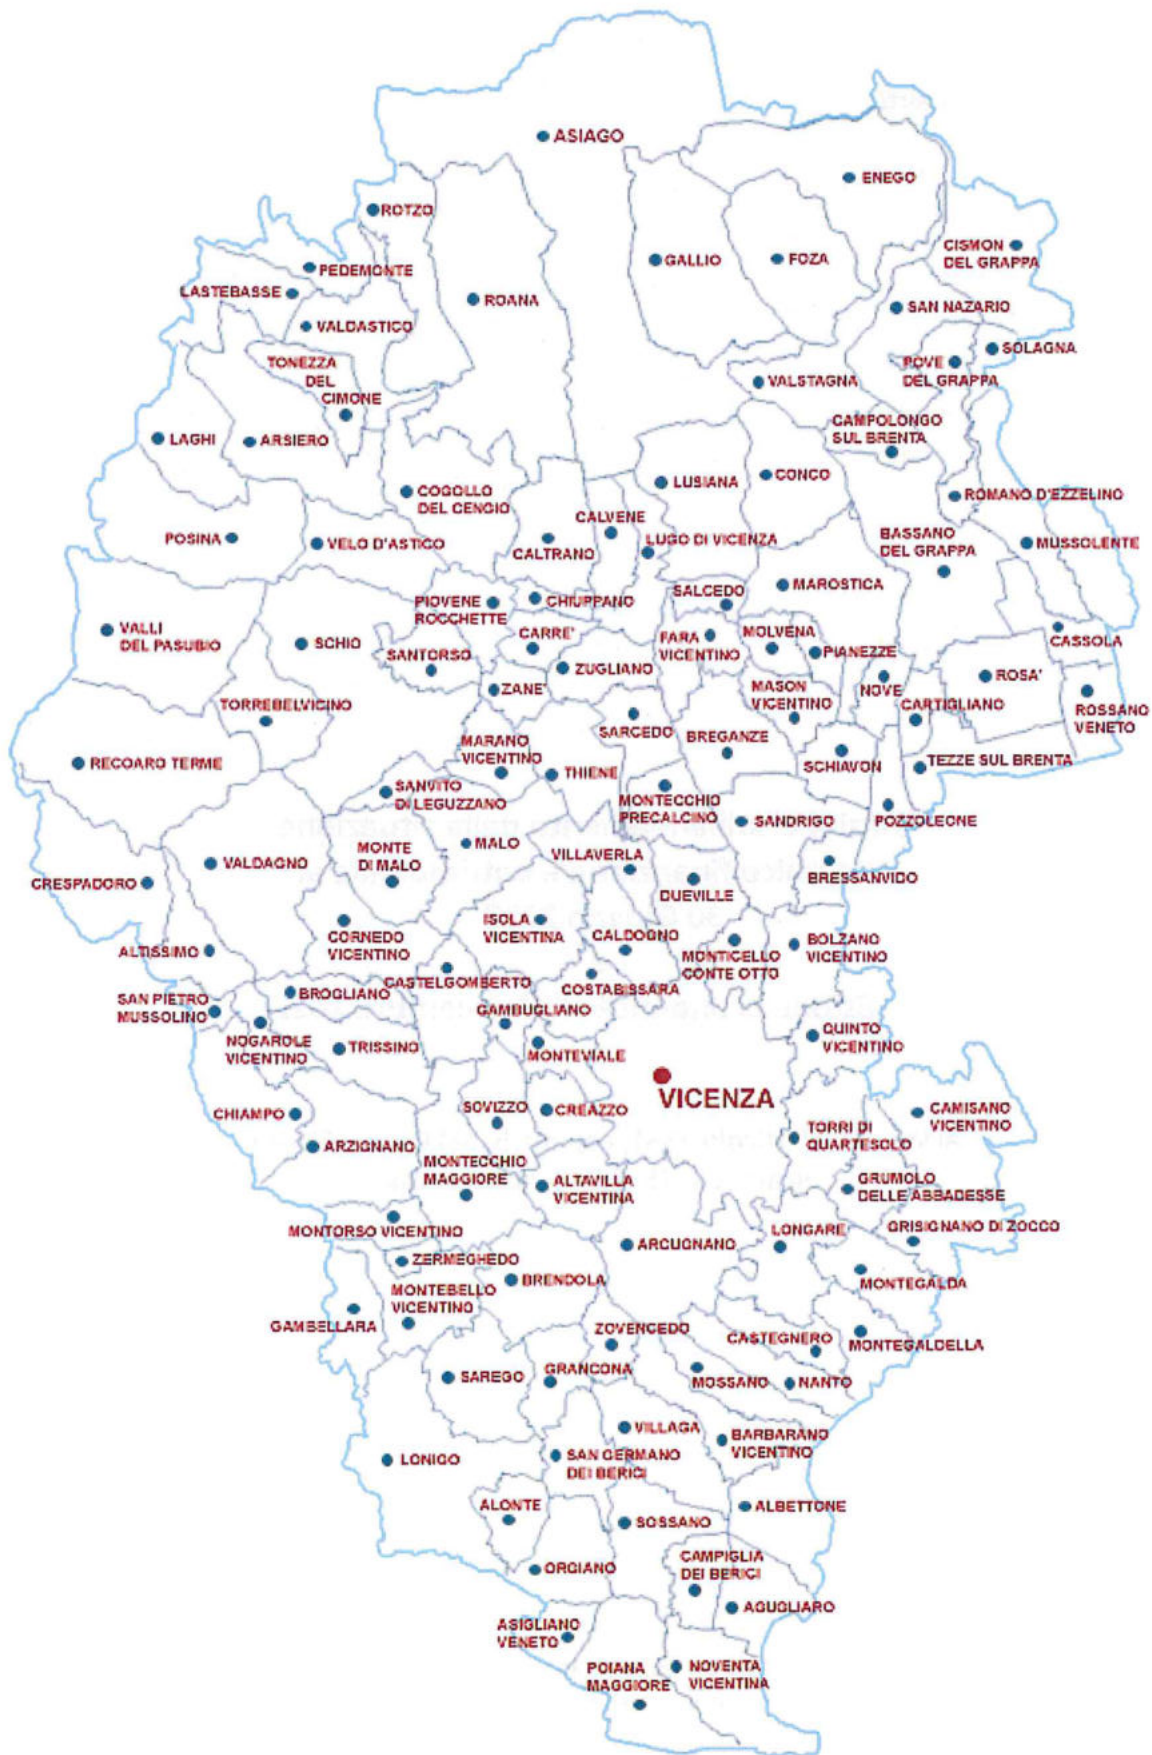 ASIAGO
ENEGO
ROTZO
CISMON
DEL GRAPPA
GALLIO
FOZA
PEDEMONTE
LASTEBASSE
ROANA
SAN NAZARIO
VALDASTICO
SOLAGNA
TONEZZA
DEL
CIMONE
POVE
DEL GRAPPA
VALSTAGNA
CAMPOLONGO
SUL BRENTA
LAGHI
ARSIERO
LUSIANA
CONCO
COGOLLO
DEL CENGIO
ROMANO D'EZZELINO
CALVENE
BASSANO
DEL GRAPPA
POSINA
VELO D'ASTICO
CALTRANO
LUGO DI VICENZA
MUSSOLENTE
MAROSTICA
SALCEDO
PIOVENE
ROCCHETTE
CHIUPPANO
VALLI
DEL PASUBIO
SCHIO
CARRE'
FARA
VICENTINO
MOLVENA
CASSOLA
SANTORSO
PIANEZZE
ZUGLIANO
ROSA'
ZANE'
MASON
VICENTINO
NOVE
TORREBELVICINO
CARTIGLIANO
ROSSANO
VENETO
SARCEDO
MARANO
VICENTINO
BREGANZE
RECOARO TERME
SCHIAVON
TEZZE SUL BRENTA
THIENE
SANVITO
DI LEGUZZANO
MONTECCHIO
PRECALCINO
SANDRIGO
POZZOLEONE
MONTE
DI MALO
MALO
VILLAVERLA
VALDAGNO
BRESSANVIDO
CRESPADORO
DUEVILLE
ISOLA
VICENTINA
CORNEDO
VICENTINO
CALDOGNO
BOLZANO
VICENTINO
ALTISSIMO
MONTICELLO
CONTE OTTO
CASTELGOMBERTO
COSTABISSARA
BROGLIANO
SAN PIETRO
MUSSOLINO
GAMBUGLIANO
QUINTO
VICENTINO
NOGAROLE
VICENTINO
TRISSINO
MONTEVIALE
VICENZA
CHIAMPO
SOVIZZO
CREAZZO
CAMISANO
VICENTINO
TORRI DI
QUARTESOLO
ARZIGNANO
MONTECCHIO
MAGGIORE
ALTAVILLA
VICENTINA
GRUMOLO
DELLE ABBADESSE
MONTORSO VICENTINO
LONGARE
GRISIGNANO DI ZOCCO
ARCUGNANO
ZERMEGHEDO
BRENDOLA
MONTEGALDA
MONTEBELLO
VICENTINO
GAMBELLARA
ZOVENCEDO
CASTEGNERO
MONTEGALDELLA
SAREGO
GRANCONA
MOSSANO
NANTO
VILLAGA
BARBARANO
VICENTINO
LONIGO
SAN GERMANO
DEI BERICI
ALONTE
ALBETTONE
SOSSANO
CAMPIGLIA
DEI BERICI
ORGIANO
AGUGLIARO
ASIGLIANO
VENETO
POIANA
MAGGIORE
NOVENTA
VICENTINA